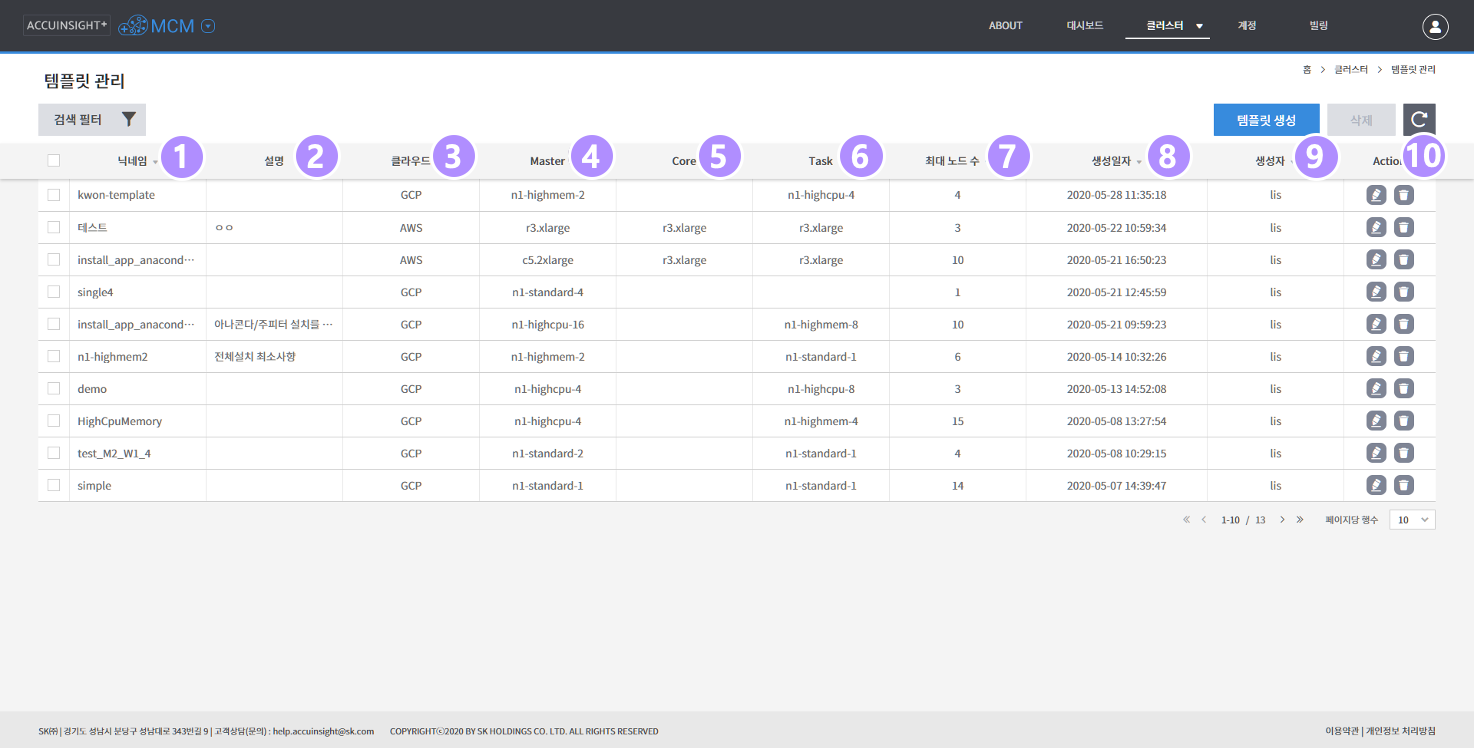 ACCUINSIGHT+ MCM ABOUT 대시보드 클러스터 계정 빌링
템플릿 관리 홈 > 클러스터 > 템플릿 관리
검색 필터 템플릿 생성 삭제
닉네임 1 설명 2 클라우드 3 Master 4 Core 5 Task 6 최대 노드 수 7 생성일자 8 생성자 9 Action 10
kwon-template GCP n1-highmem-2 n1-highcpu-4 4 2020-05-28 11:35:18 lis
테스트 ㅇㅇ AWS r3.xlarge r3.xlarge r3.xlarge 3 2020-05-22 10:59:34 lis
install_app_anacond··· AWS c5.2xlarge r3.xlarge r3.xlarge 10 2020-05-21 16:50:23 lis
single4 GCP n1-standard-4 1 2020-05-21 12:45:59 lis
install_app_anacond··· 아나콘다/주피터 설치를 ··· GCP n1-highcpu-16 n1-highmem-8 10 2020-05-21 09:59:23 lis
n1-highmem2 전체설치 최소사항 GCP n1-highmem-2 n1-standard-1 6 2020-05-14 10:32:26 lis
demo GCP n1-highcpu-4 n1-highcpu-8 3 2020-05-13 14:52:08 lis
HighCpuMemory GCP n1-highcpu-4 n1-highmem-4 15 2020-05-08 13:27:54 lis
test_M2_W1_4 GCP n1-standard-2 n1-standard-1 4 2020-05-08 10:29:15 lis
simple GCP n1-standard-1 n1-standard-1 14 2020-05-07 14:39:47 lis
« < 1-10 / 13 > » 페이지당 행수 10
SK㈜ | 경기도 성남시 분당구 성남대로 343번길 9 | 고객상담(문의) : help.accuinsight@sk.com COPYRIGHTⓒ2020 BY SK HOLDINGS CO. LTD. ALL RIGHTS RESERVED 이용약관 | 개인정보 처리방침